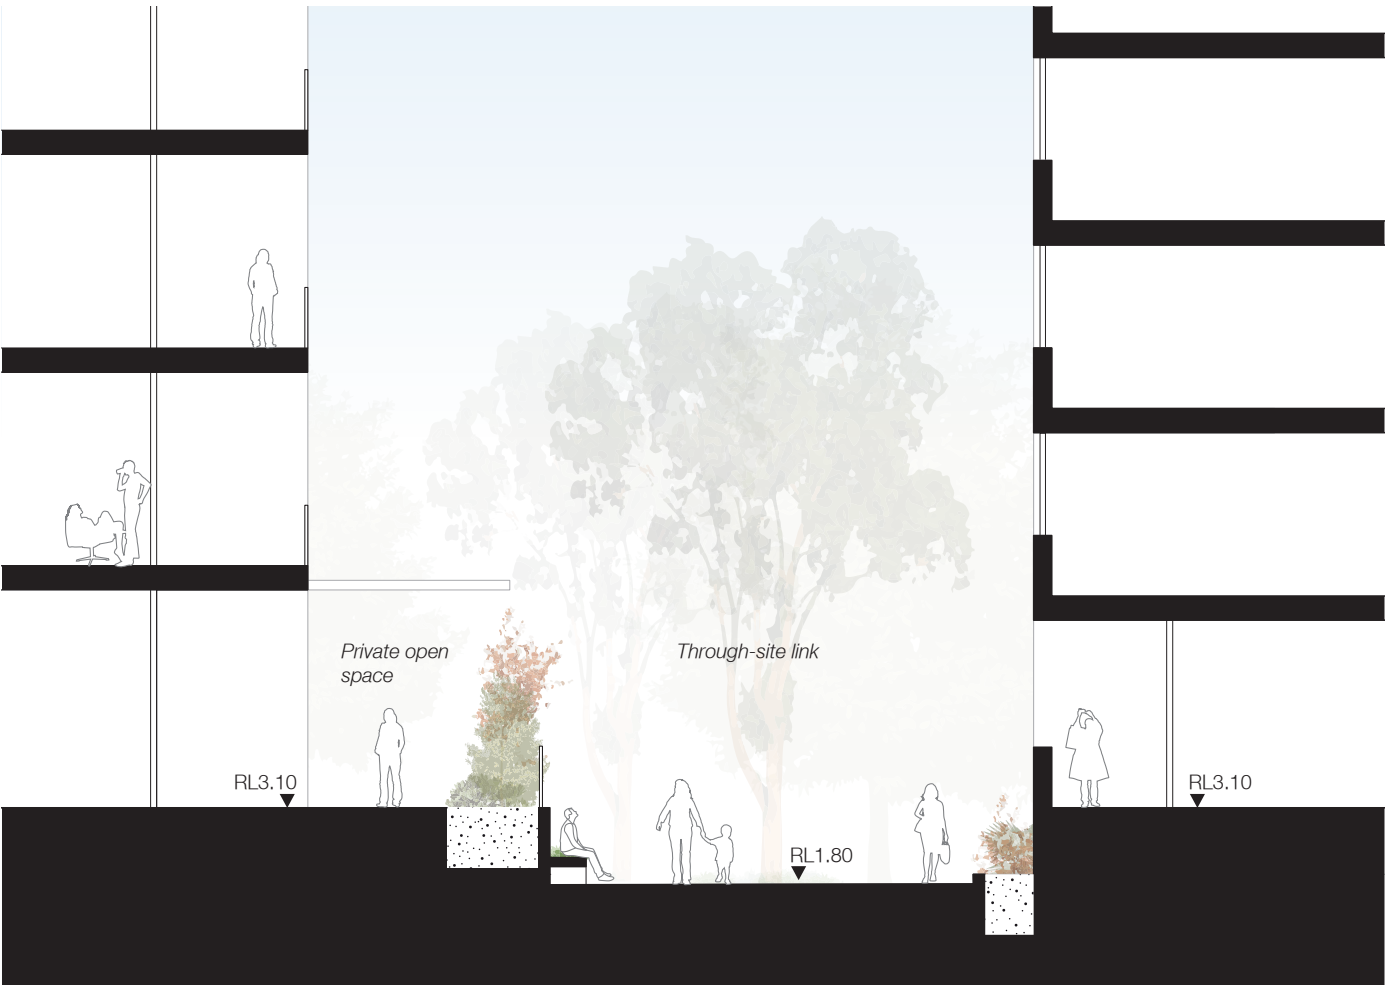 Private open
space
Through-site link
RL3.10
RL3.10
RL1.80